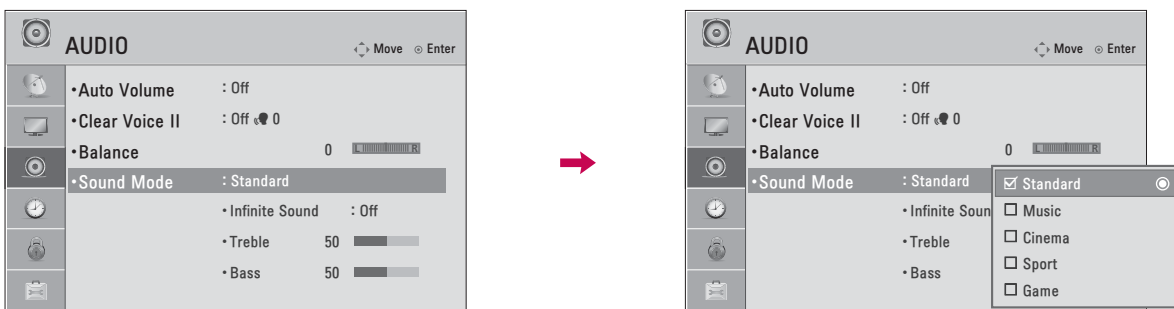 AUDIO
Move Enter
•Auto Volume : Off
•Clear Voice II : Off 0
•Balance 0 L R
•Sound Mode : Standard
•Infinite Sound : Off
•Treble 50
•Bass 50
AUDIO
Move Enter
•Auto Volume : Off
•Clear Voice II : Off 0
•Balance 0 L R
•Sound Mode : Standard
•Infinite Soun
•Treble
•Bass
Standard
Music
Cinema
Sport
Game